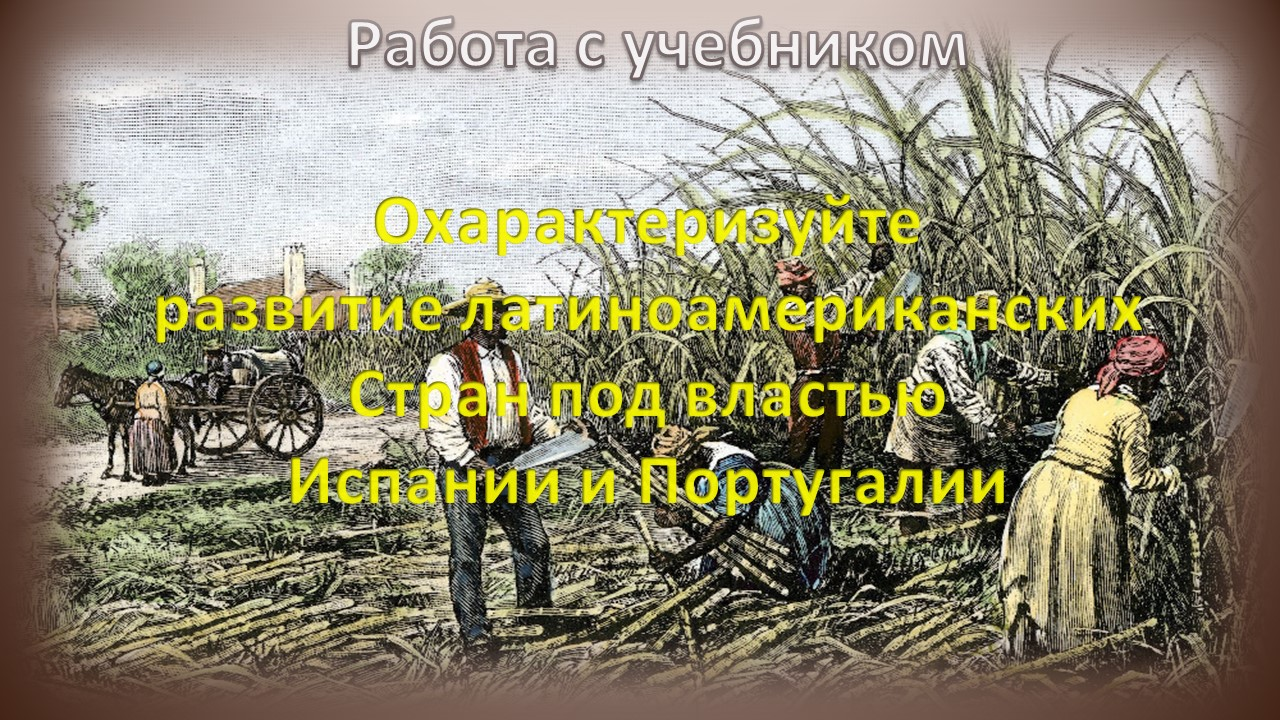 Работа с учебником
Охарактеризуйте
развитие латиноамериканских
Стран под властью
Испании и Португалии